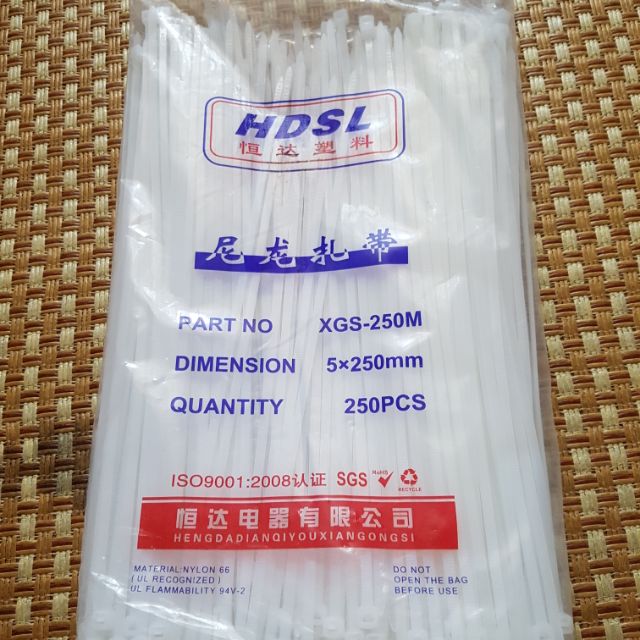 HDSL
恒达塑料
尼龙扎带
PART NO XGS-250M
DIMENSION 5×250mm
QUANTITY 250PCS
ISO9001:2008认证 SGS RoHS RECYCLE
恒达电器有限公司
HENGDADIANQIYOUXIANGONGSI
MATERIAL:NYLON 66
(UL RECOGNIZED)
UL FLAMMABILITY 94V-2
DO NOT
OPEN THE BAG
BEFORE USE